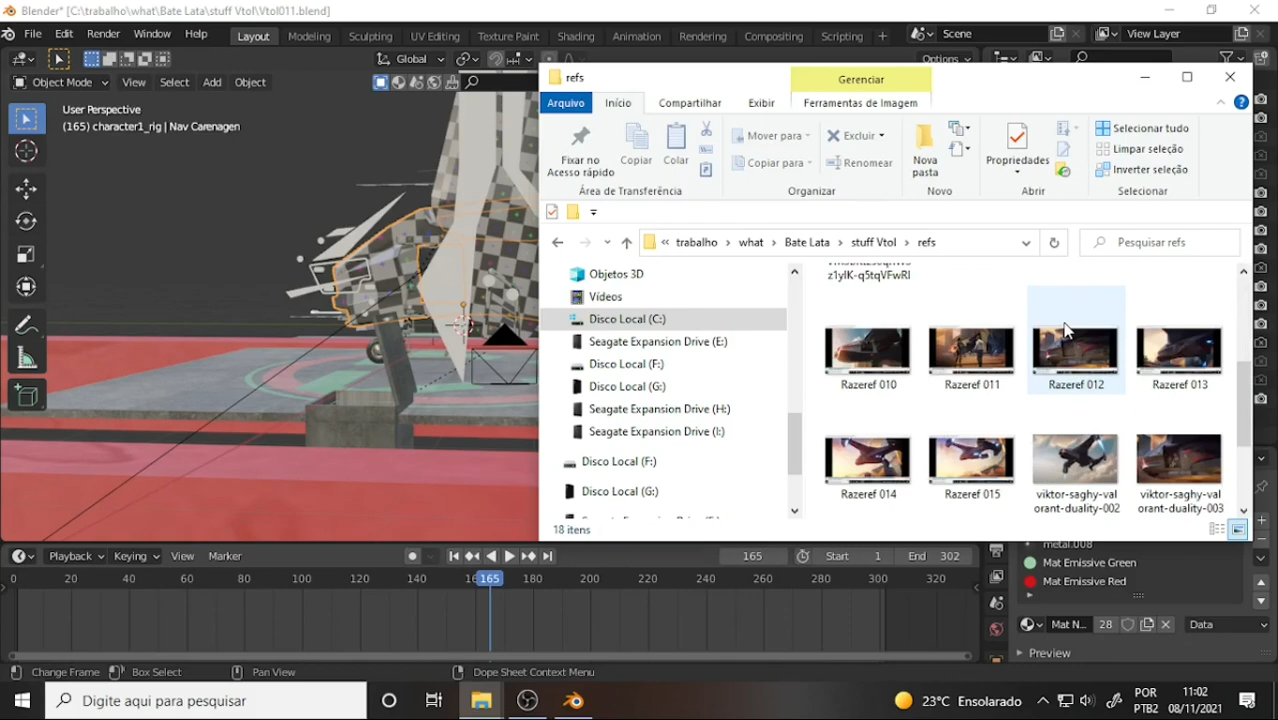 Blender* [C:\trabalho\what\Bate Lata\stuff Vtol\Vtol011.blend]
File Edit Render Window Help Layout Modeling Sculpting UV Editing Texture Paint Shading Animation Rendering Compositing Scripting Scene View Layer
Global Options
Object Mode View Select Add Object
User Perspective
(165) character1_rig | Nav Carenagen
refs
Gerenciar
Arquivo Início Compartilhar Exibir Ferramentas de Imagem
Fixar no
Acesso rápido
Copiar
Colar
Área de Transferência
Mover para
Copiar para
Excluir
Renomear
Organizar
Nova
pasta
Novo
Propriedades
Abrir
Selecionar tudo
Limpar seleção
Inverter seleção
Selecionar
trabalho what Bate Lata stuff Vtol refs
Pesquisar refs
Objetos 3D
Vídeos
Disco Local (C:)
Seagate Expansion Drive (E:)
Disco Local (F:)
Disco Local (G:)
Seagate Expansion Drive (H:)
Seagate Expansion Drive (I:)
Disco Local (F:)
Disco Local (G:)
z1yIK-q5tqVFwRI
Razeref 010
Razeref 011
Razeref 012
Razeref 013
Razeref 014
Razeref 015
viktor-saghy-val
orant-duality-002
viktor-saghy-val
orant-duality-003
18 itens
metal.008
Mat Emissive Green
Mat Emissive Red
Mat N... 28 Data
Preview
Playback Keying View Marker 165 Start 1 End 302
0 20 40 60 80 100 120 140 165 180 200 220 240 260 280 300 320
Change Frame Box Select Pan View Dope Sheet Context Menu
Digite aqui para pesquisar
23°C Ensolarado
POR
PTB2
11:02
08/11/2021